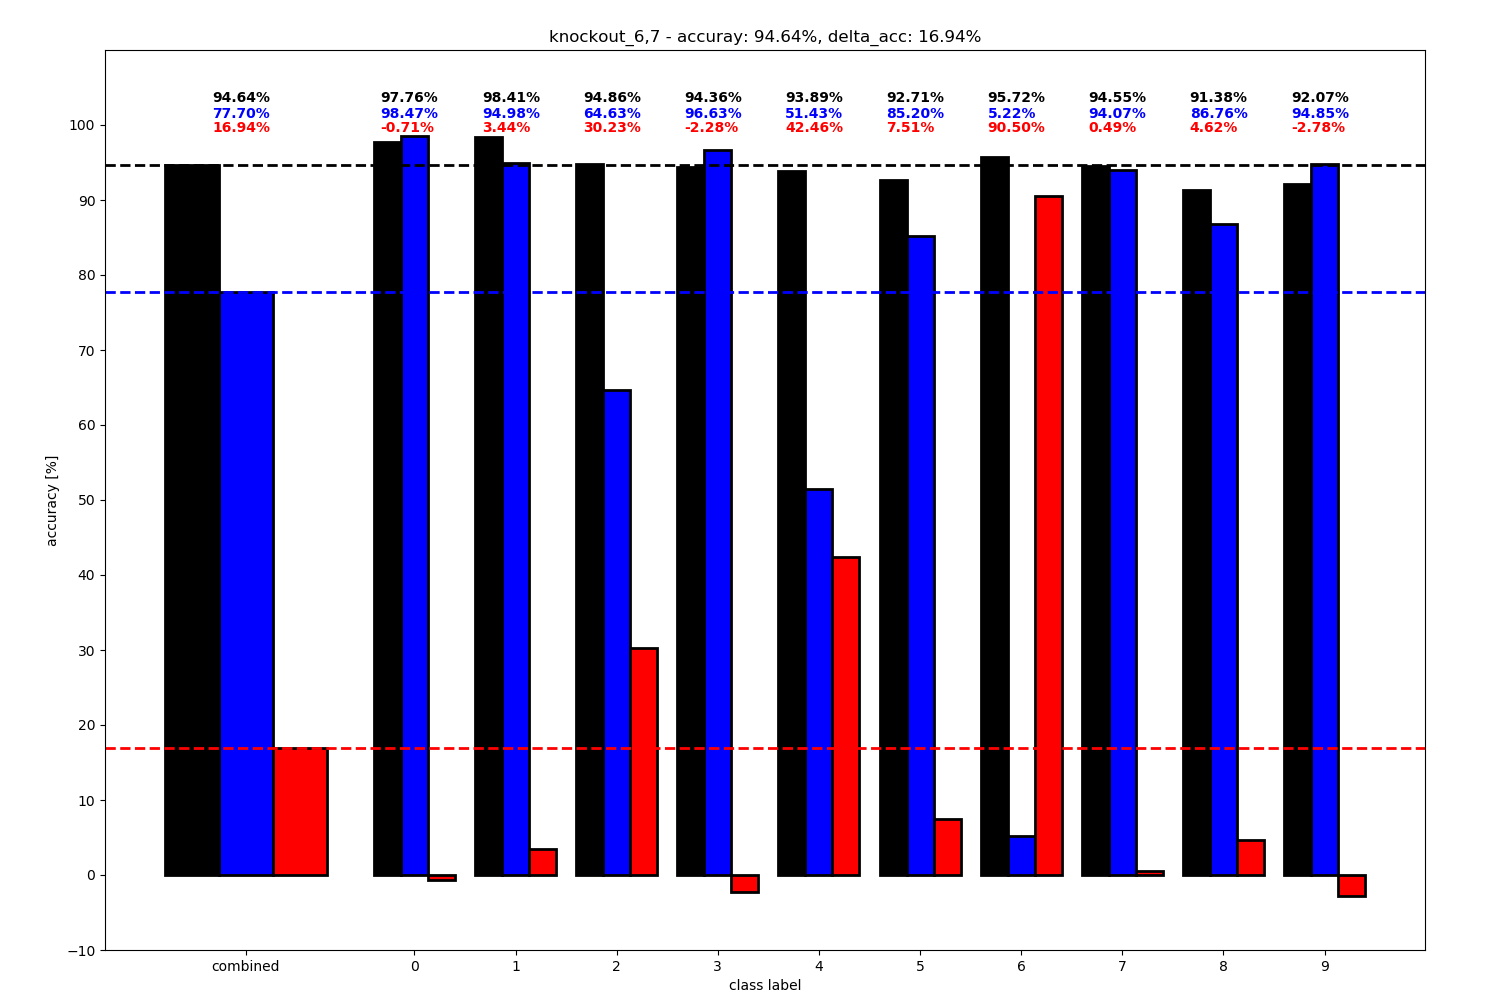 knockout_6,7 - accuray: 94.64%, delta_acc: 16.94%
94.64% 97.76% 98.41% 94.86% 94.36% 93.89% 92.71% 95.72% 94.55% 91.38% 92.07%
77.70% 98.47% 94.98% 64.63% 96.63% 51.43% 85.20% 5.22% 94.07% 86.76% 94.85%
16.94% -0.71% 3.44% 30.23% -2.28% 42.46% 7.51% 90.50% 0.49% 4.62% -2.78%
100
90
80
70
60
50
accuracy [%]
40
30
20
10
0
−10
combined 0 1 2 3 4 5 6 7 8 9
class label